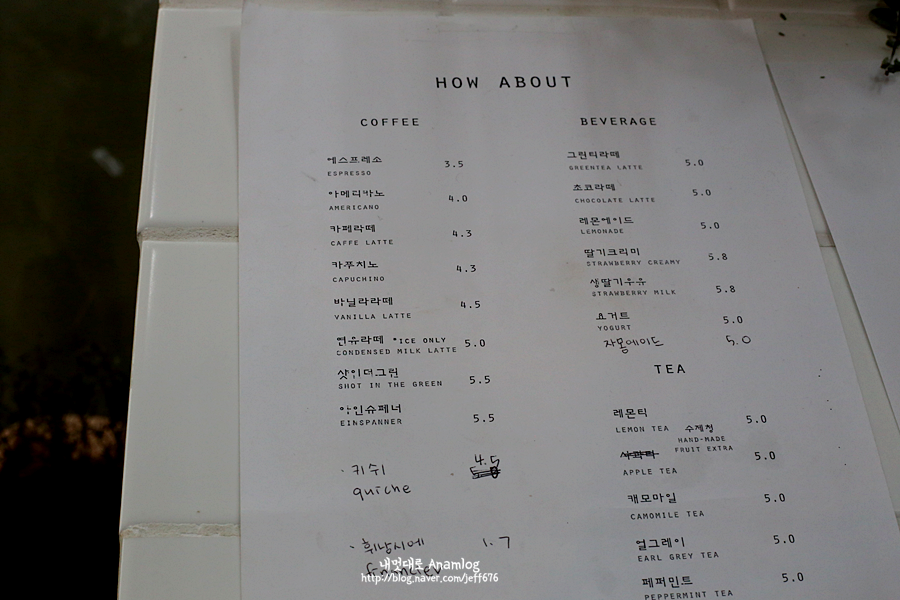 HOW ABOUT
COFFEE
에스프레소 3.5
ESPRESSO
아메리카노 4.0
AMERICANO
카페라떼 4.3
CAFFE LATTE
카푸치노 4.3
CAPUCHINO
바닐라라떼 4.5
VANILLA LATTE
연유라떼 *ICE ONLY 5.0
CONDENSED MILK LATTE
샷인더그린 5.5
SHOT IN THE GREEN
아인슈페너 5.5
EINSPANNER
· 키쉬 4.5
quiche
· 휘낭시에 1.7
financier
BEVERAGE
그린티라떼 5.0
GREENTEA LATTE
초코라떼 5.0
CHOCOLATE LATTE
레몬에이드 5.0
LEMONADE
딸기크리미 5.8
STRAWBERRY CREAMY
생딸기우유 5.8
STRAWBERRY MILK
요거트 5.0
YOGURT
자몽에이드 5.0
TEA
레몬틱 5.0
LEMON TEA 수제청
HAND-MADE
FRUIT EXTRA
5.0
APPLE TEA
캐모마일 5.0
CAMOMILE TEA
얼그레이 5.0
EARL GREY TEA
페퍼민트 5.0
PEPPERMINT TEA
내멋대로 Anamlog
http://blog.naver.com/jeff676